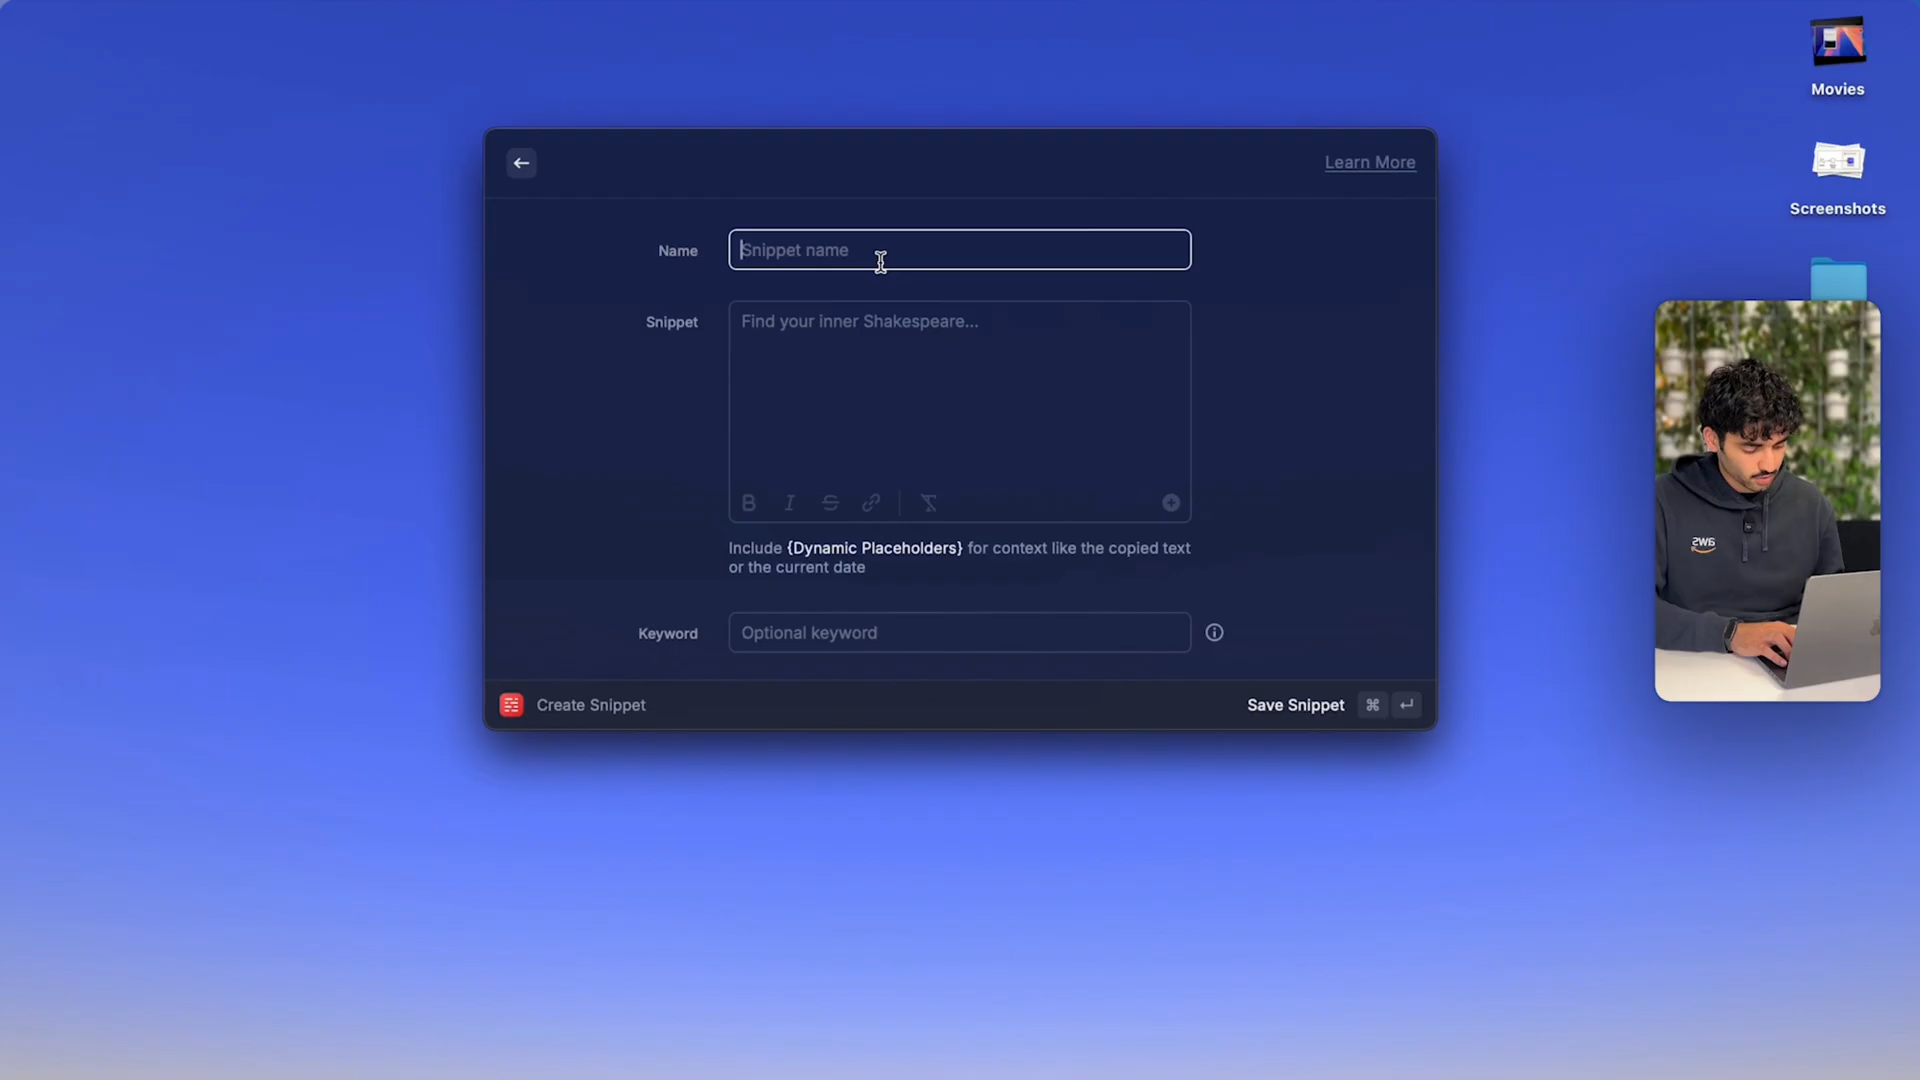 Movies
Screenshots
Learn More
Name
Snippet name
Snippet
Find your inner Shakespeare...
B I S
Include {Dynamic Placeholders} for context like the copied text
or the current date
Keyword
Optional keyword
Create Snippet
Save Snippet ⌘ ↵
aws